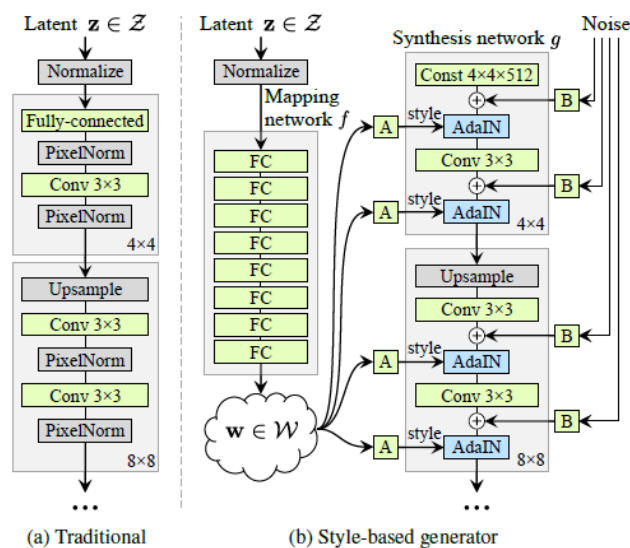 Latent z ∈ Z
Normalize
Fully-connected
PixelNorm
Conv 3×3
PixelNorm
4×4
Upsample
Conv 3×3
PixelNorm
Conv 3×3
PixelNorm
8×8
...
(a) Traditional
Latent z ∈ Z
Normalize
Mapping
network f
FC
FC
FC
FC
FC
FC
FC
FC
w ∈ W
A
style
A
style
A
style
A
style
Noise
Synthesis network g
Const 4×4×512
B
AdaIN
Conv 3×3
B
AdaIN
4×4
Upsample
Conv 3×3
B
AdaIN
Conv 3×3
B
AdaIN
8×8
...
(b) Style-based generator